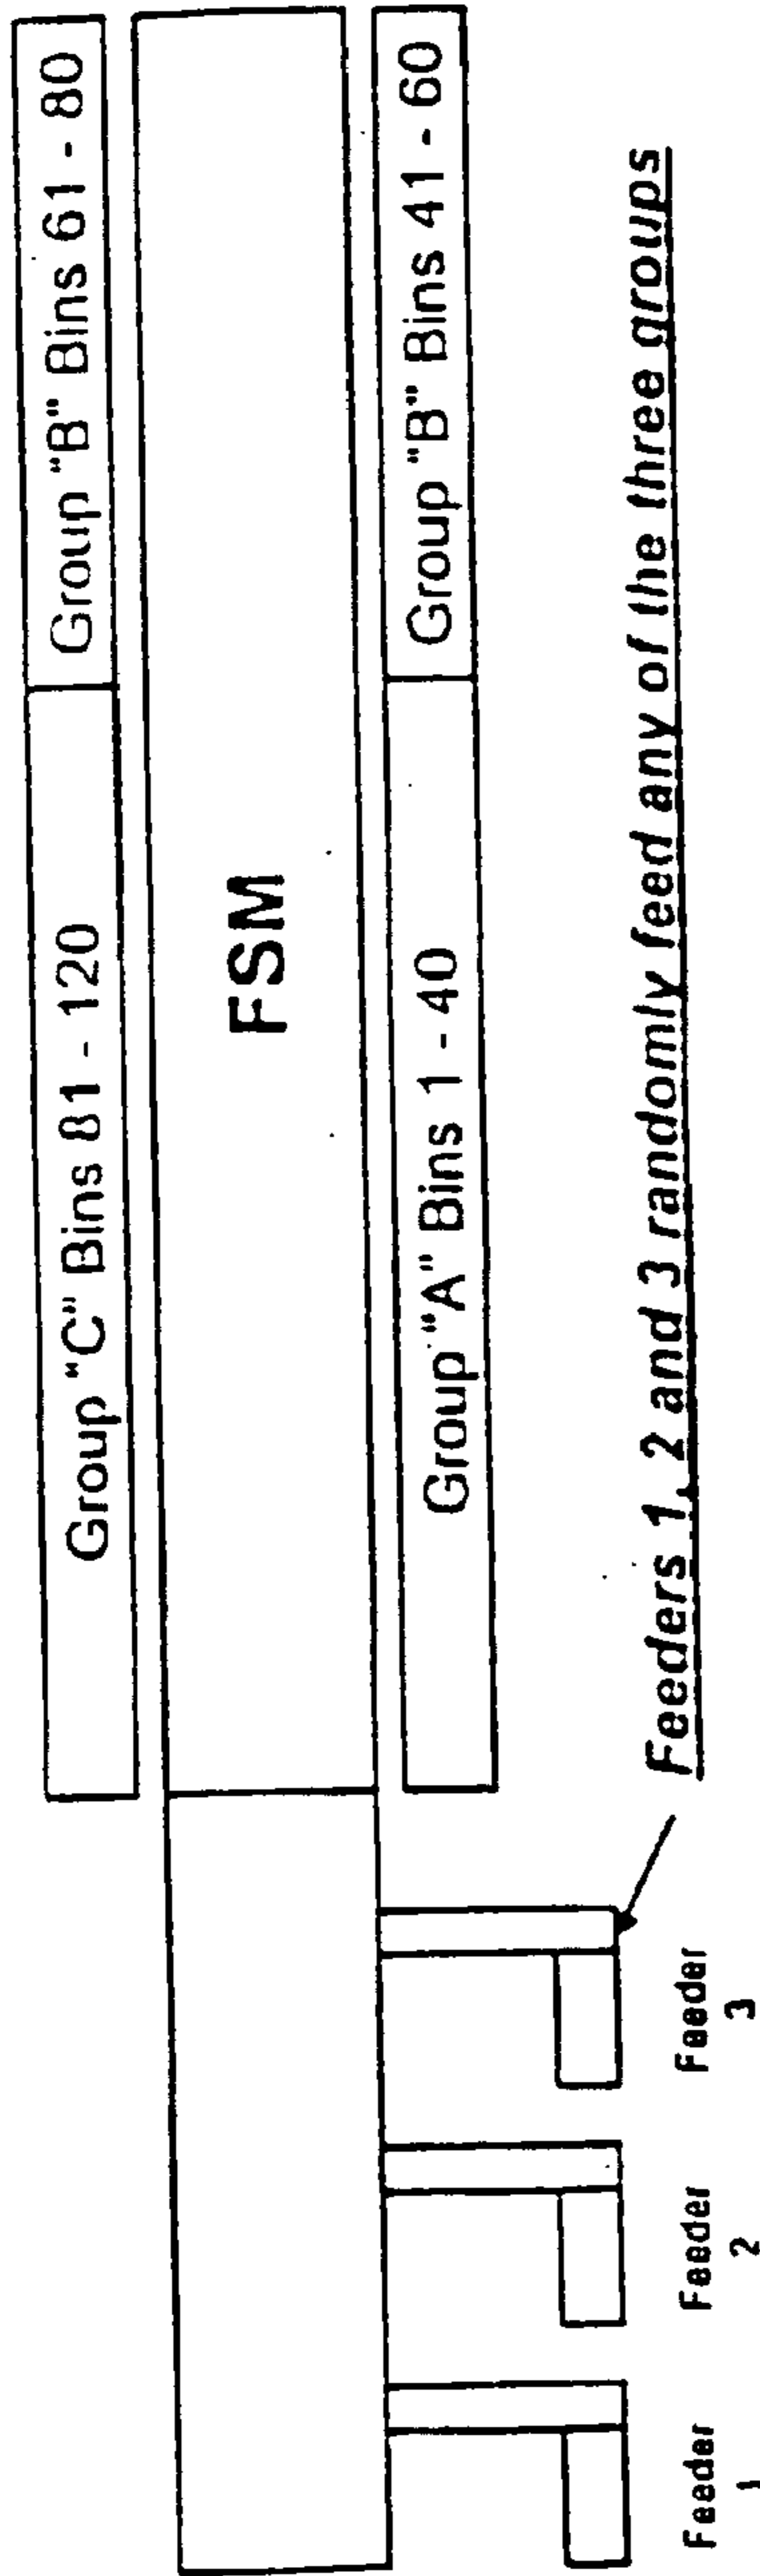 Group "C" Bins 81 - 120
Group "B" Bins 61 - 80
FSM
Group "A" Bins 1 - 40
Group "B" Bins 41 - 60
Feeders 1, 2 and 3 randomly feed any of the three groups
Feeder
1
Feeder
2
Feeder
3